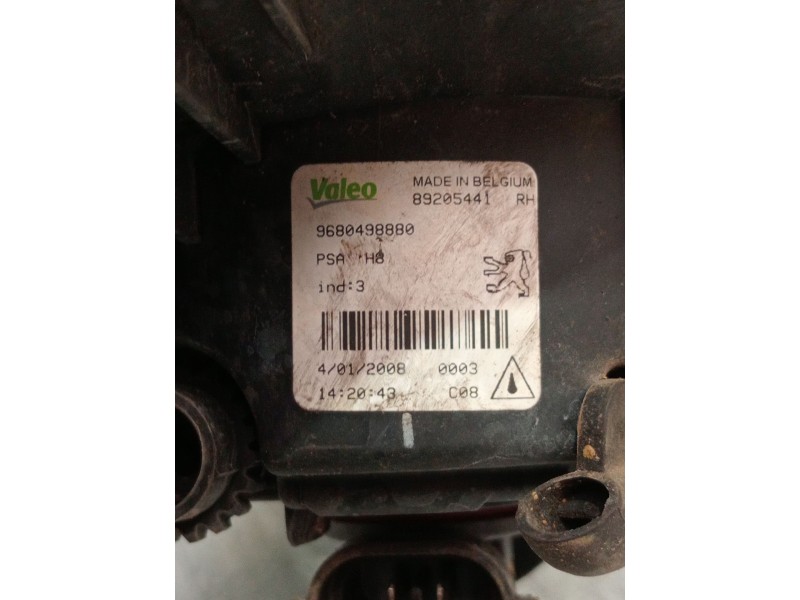 Valeo
MADE IN BELGIUM
89205441 RH
9680498880
PSA H8
ind:3
4/01/2008 0003
14:20:43 C08